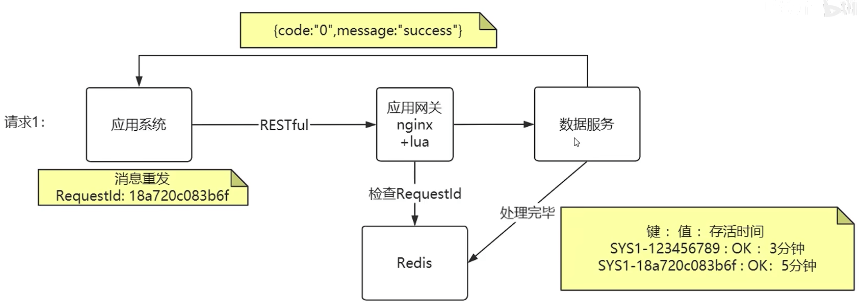 {code:"0",message:"success"}
请求1：
应用系统
RESTful
应用网关
nginx
+lua
数据服务
消息重发
RequestId: 18a720c083b6f
检查RequestId
处理完毕
Redis
键 ：值 ：存活时间
SYS1-123456789 : OK ：3分钟
SYS1-18a720c083b6f : OK：5分钟